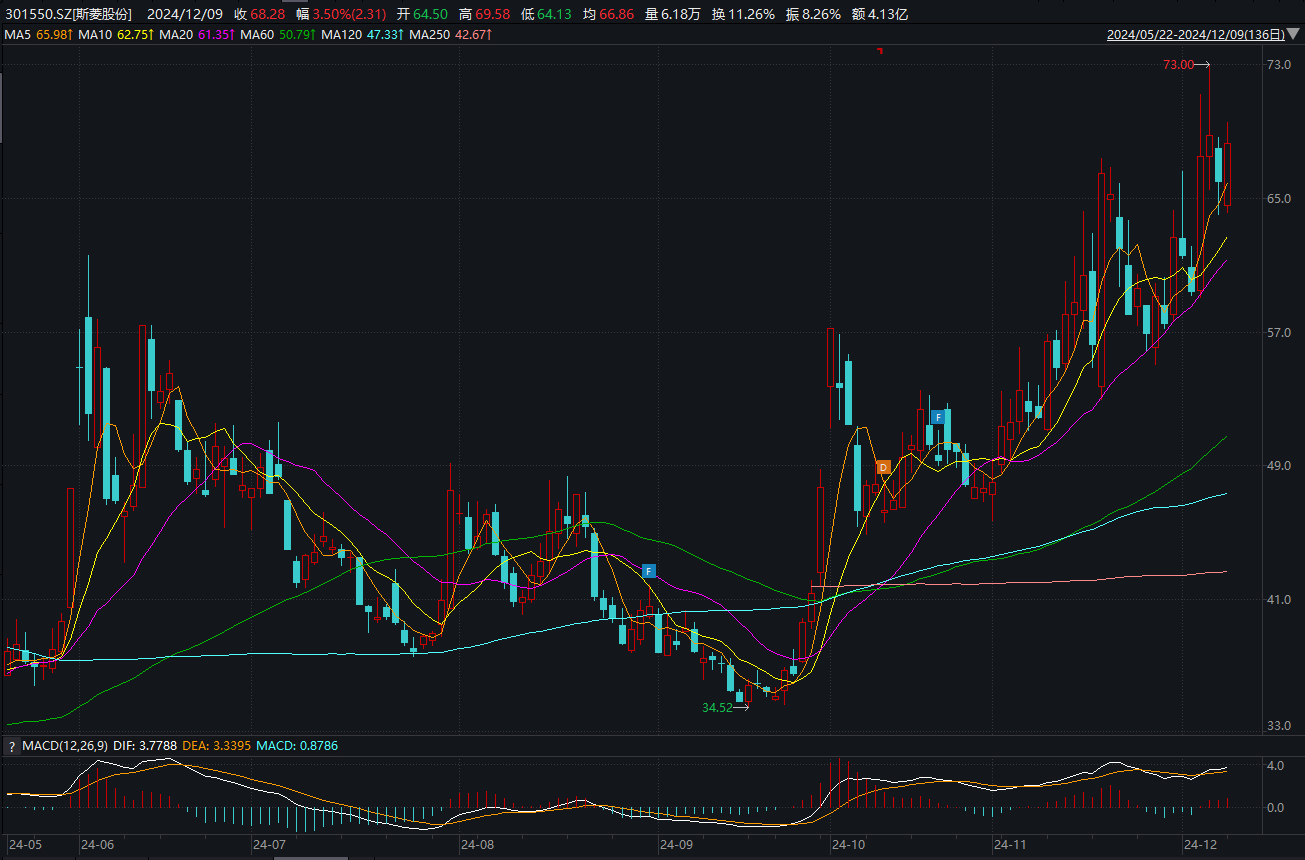 301550.SZ[斯菱股份] 2024/12/09 收 68.28 幅 3.50%(2.31) 开 64.50 高 69.58 低 64.13 均 66.86 量 6.18万 换 11.26% 振 8.26% 额 4.13亿
MA5 65.98↑ MA10 62.75↑ MA20 61.35↑ MA60 50.79↑ MA120 47.33↑ MA250 42.67↑ 2024/05/22-2024/12/09(136日)▼
73.00→ 73.0
65.0
57.0
F
D 49.0
F
41.0
34.52→
33.0
? MACD(12,26,9) DIF: 3.7788 DEA: 3.3395 MACD: 0.8786
4.0
0.0
24-05 24-06 24-07 24-08 24-09 24-10 24-11 24-12